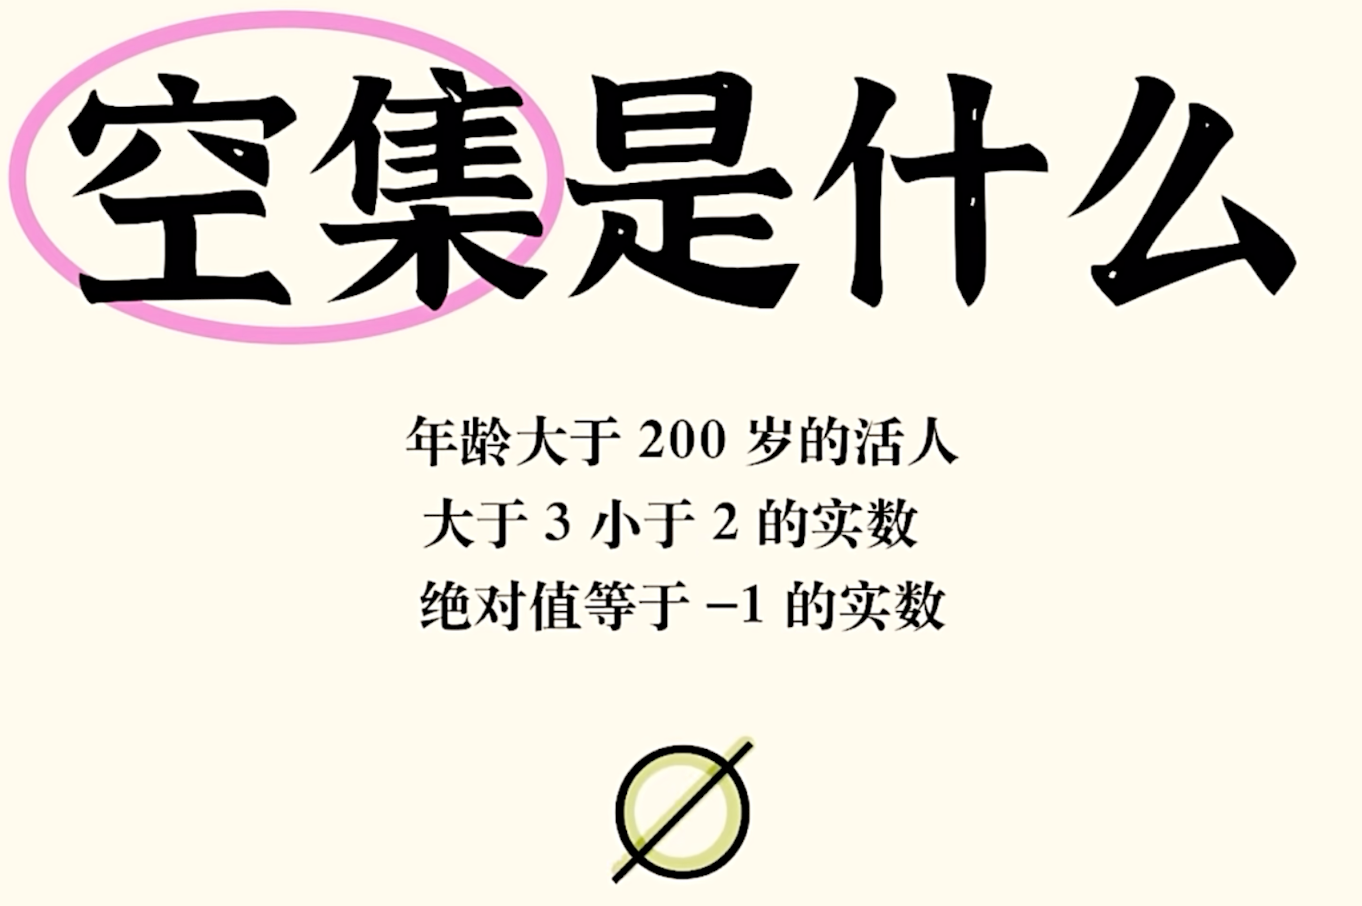 空集是什么
年龄大于 200 岁的活人
大于 3 小于 2 的实数
绝对值等于 −1 的实数
∅